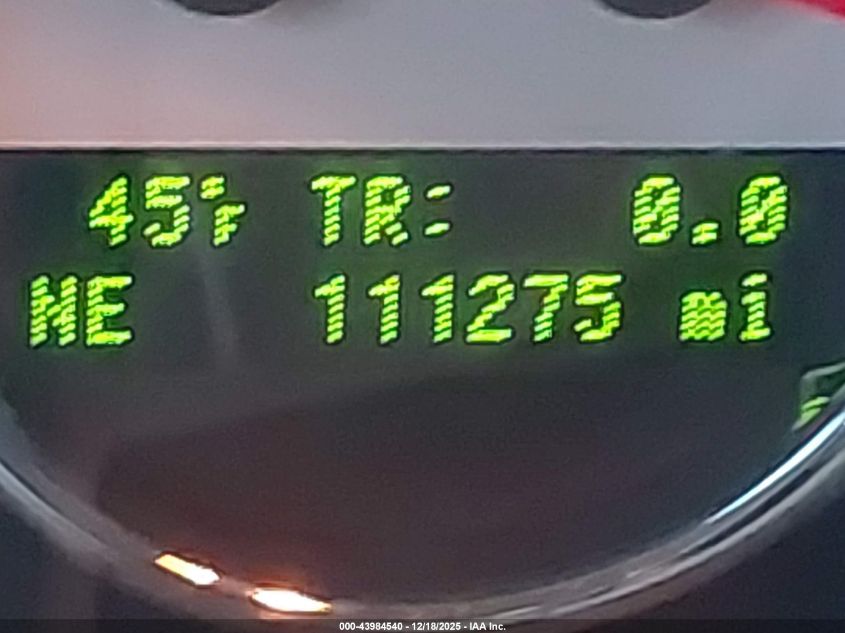 45°F TR: 0.0
NE 111275 mi
000-43984540 - 12/18/2025 - IAA Inc.